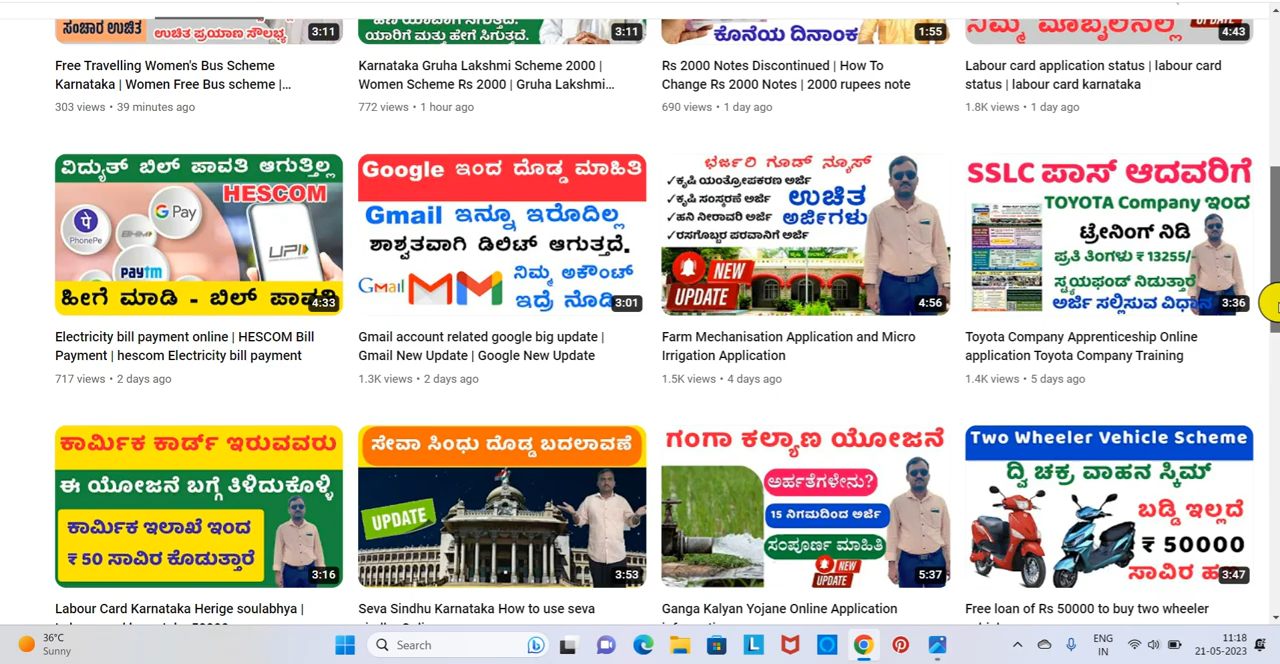 ಸಂಚಾರ ಉಚಿತ
ಉಚಿತ ಪ್ರಯಾಣ ಸೌಲಭ್ಯ
3:11
ಯಾರಿಗೆ ಮತ್ತು ಹೇಗೆ ಸಿಗುತ್ತದೆ.
3:11
ಕೊನೆಯ ದಿನಾಂಕ
1:55
ನಿಮ್ಮ ಮೊಬೈಲನಲ್ಲಿ
4:43
Free Travelling Women's Bus Scheme
Karnataka | Women Free Bus scheme |...
303 views • 39 minutes ago
Karnataka Gruha Lakshmi Scheme 2000 |
Women Scheme Rs 2000 | Gruha Lakshmi...
772 views • 1 hour ago
Rs 2000 Notes Discontinued | How To
Change Rs 2000 Notes | 2000 rupees note
690 views • 1 day ago
Labour card application status | labour card
status | labour card karnataka
1.8K views • 1 day ago
ವಿದ್ಯುತ್ ಬಿಲ್ ಪಾವತಿ ಆಗುತ್ತಿಲ್ಲ
HESCOM
G Pay
PhonePe
BHIM
UPI
paytm
ಹೀಗೆ ಮಾಡಿ - ಬಿಲ್ ಪಾವತಿ
4:33
Electricity bill payment online | HESCOM Bill
Payment | hescom Electricity bill payment
717 views • 2 days ago
Google ಇಂದ ದೊಡ್ಡ ಮಾಹಿತಿ
Gmail ಇನ್ನೂ ಇರೊದಿಲ್ಲ
ಶಾಶ್ವತವಾಗಿ ಡಿಲಿಟ್ ಆಗುತ್ತದೆ.
Gmail
ನಿಮ್ಮ ಅಕೌಂಟ್
ಇದ್ರೆ ನೊಡಿ
3:01
Gmail account related google big update |
Gmail New Update | Google New Update
1.3K views • 2 days ago
ಭರ್ಜರಿ ಗೂಡ್ ನ್ಯೂಸ್
✓ಕೃಷಿ ಯಂತ್ರೋಪಕರಣ ಅರ್ಜಿ
✓ಕೃಷಿ ಸಂಸ್ಕರಣೆ ಅರ್ಜಿ
✓ಹನಿ ನೀರಾವರಿ ಅರ್ಜಿ
✓ರಸಗೊಬ್ಬರ ಪರವಾನಿಗೆ ಅರ್ಜಿ
ಉಚಿತ
ಅರ್ಜಿಗಳು
NEW
UPDATE
4:56
Farm Mechanisation Application and Micro
Irrigation Application
1.5K views • 4 days ago
SSLC ಪಾಸ್ ಆದವರಿಗೆ
TOYOTA Company ಇಂದ
ಟ್ರೇನಿಂಗ್ ನಿಡಿ
ಪ್ರತಿ ತಿಂಗಳು ₹ 13255/
ಸ್ಟಯಫಂಡ್ ನಿಡುತ್ತಾರೆ
ಅರ್ಜಿ ಸಲ್ಲಿಸುವ ವಿಧಾನ
3:36
Toyota Company Apprenticeship Online
application Toyota Company Training
1.4K views • 5 days ago
ಕಾರ್ಮಿಕ ಕಾರ್ಡ್ ಇರುವವರು
ಈ ಯೋಜನೆ ಬಗ್ಗೆ ತಿಳಿದುಕೊಳ್ಳಿ
ಕಾರ್ಮಿಕ ಇಲಾಖೆ ಇಂದ
₹ 50 ಸಾವಿರ ಕೊಡುತ್ತಾರೆ
3:16
Labour Card Karnataka Herige soulabhya |
ಸೇವಾ ಸಿಂಧು ದೊಡ್ಡ ಬದಲಾವಣೆ
UPDATE
3:53
Seva Sindhu Karnataka How to use seva
ಗಂಗಾ ಕಲ್ಯಾಣ ಯೋಜನೆ
ಅರ್ಹತೆಗಳೇನು?
15 ನಿಗಮದಿಂದ ಅರ್ಜಿ
ಸಂಪೂರ್ಣ ಮಾಹಿತಿ
NEW
UPDATE
5:37
Ganga Kalyan Yojane Online Application
Two Wheeler Vehicle Scheme
ದ್ವಿ ಚಕ್ರ ವಾಹನ ಸ್ಕಿಮ್
ಬಡ್ಡಿ ಇಲ್ಲದೆ
₹ 50000
ಸಾವಿರ
3:47
Free loan of Rs 50000 to buy two wheeler
36°C
Sunny
Search
ENG
IN
11:18
21-05-2023